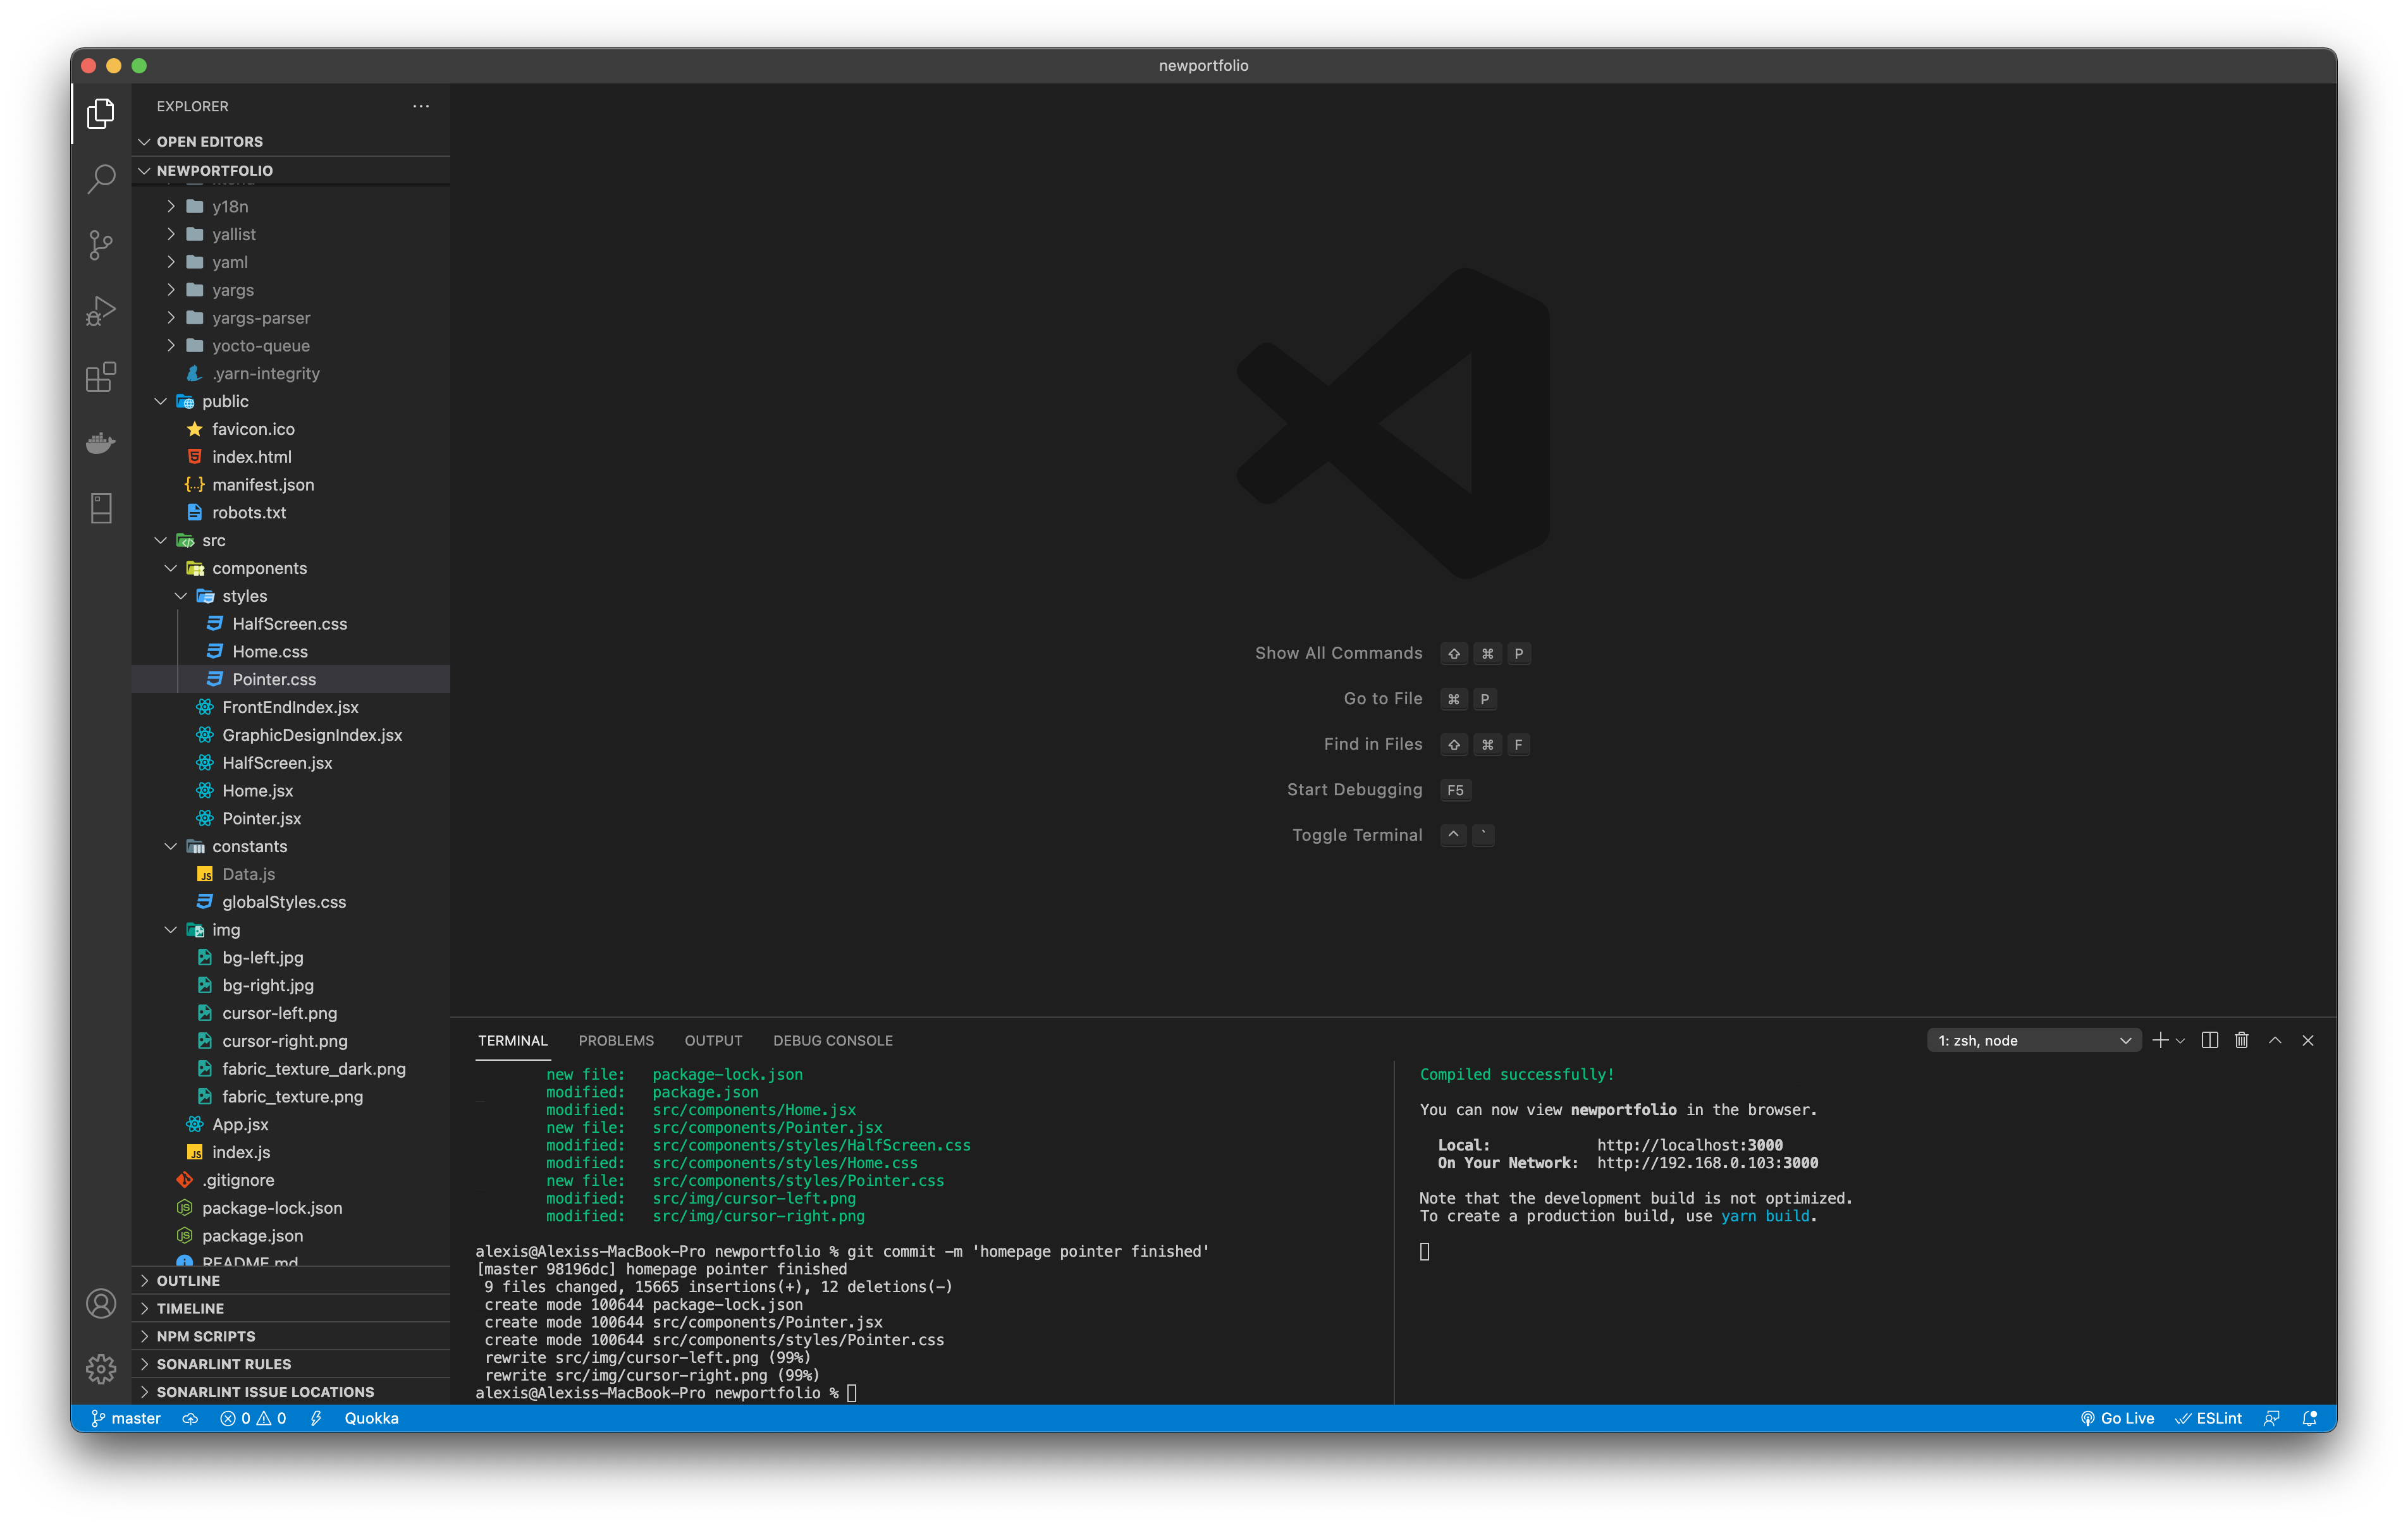 newportfolio
EXPLORER
OPEN EDITORS
NEWPORTFOLIO
y18n
yallist
yaml
yargs
yargs-parser
yocto-queue
.yarn-integrity
public
favicon.ico
index.html
manifest.json
robots.txt
src
components
styles
HalfScreen.css
Home.css
Pointer.css
FrontEndIndex.jsx
GraphicDesignIndex.jsx
HalfScreen.jsx
Home.jsx
Pointer.jsx
constants
Data.js
globalStyles.css
img
bg-left.jpg
bg-right.jpg
cursor-left.png
cursor-right.png
fabric_texture_dark.png
fabric_texture.png
App.jsx
index.js
.gitignore
package-lock.json
package.json
README.md
OUTLINE
TIMELINE
NPM SCRIPTS
SONARLINT RULES
SONARLINT ISSUE LOCATIONS
Show All Commands ⇧ ⌘ P
Go to File ⌘ P
Find in Files ⇧ ⌘ F
Start Debugging F5
Toggle Terminal ^ `
TERMINAL PROBLEMS OUTPUT DEBUG CONSOLE
1: zsh, node
new file: package-lock.json
modified: package.json
modified: src/components/Home.jsx
new file: src/components/Pointer.jsx
modified: src/components/styles/HalfScreen.css
modified: src/components/styles/Home.css
new file: src/components/styles/Pointer.css
modified: src/img/cursor-left.png
modified: src/img/cursor-right.png
alexis@Alexiss-MacBook-Pro newportfolio % git commit -m 'homepage pointer finished'
[master 98196dc] homepage pointer finished
9 files changed, 15665 insertions(+), 12 deletions(-)
create mode 100644 package-lock.json
create mode 100644 src/components/Pointer.jsx
create mode 100644 src/components/styles/Pointer.css
rewrite src/img/cursor-left.png (99%)
rewrite src/img/cursor-right.png (99%)
alexis@Alexiss-MacBook-Pro newportfolio %
Compiled successfully!
You can now view newportfolio in the browser.
Local: http://localhost:3000
On Your Network: http://192.168.0.103:3000
Note that the development build is not optimized.
To create a production build, use yarn build.
master 0 0 Quokka
Go Live ESLint